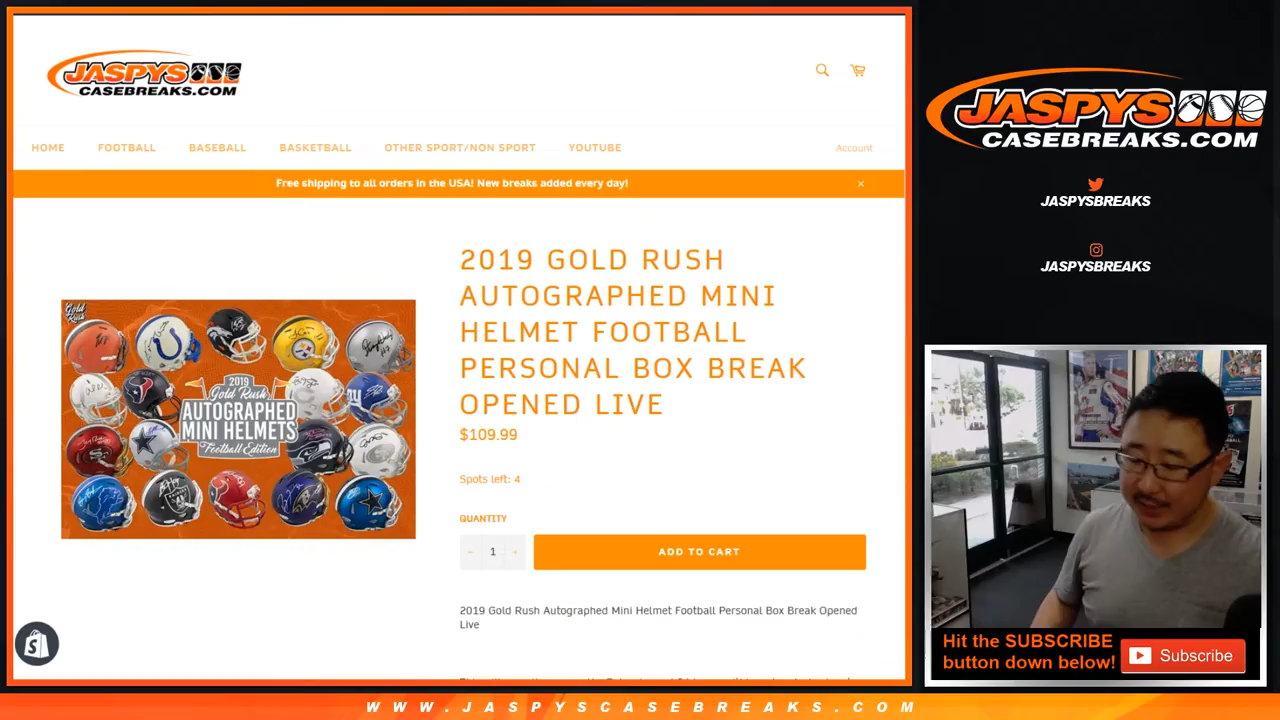 JASPYS
CASEBREAKS.COM
HOME FOOTBALL BASEBALL BASKETBALL OTHER SPORT/NON SPORT YOUTUBE Account
Free shipping to all orders in the USA! New breaks added every day! ×
2019 GOLD RUSH
AUTOGRAPHED MINI
HELMET FOOTBALL
PERSONAL BOX BREAK
OPENED LIVE
$109.99
Spots left: 4
QUANTITY
− 1 +
ADD TO CART
2019 Gold Rush Autographed Mini Helmet Football Personal Box Break Opened
Live
Gold
Rush
2019
Gold Rush
AUTOGRAPHED
MINI HELMETS
Football Edition
JASPYS
CASEBREAKS.COM
JASPYSBREAKS
JASPYSBREAKS
Hit the SUBSCRIBE
button down below!
Subscribe
WWW.JASPYSCASEBREAKS.COM